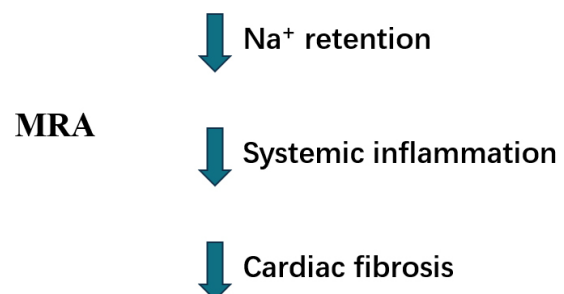 Na⁺ retention
MRA
Systemic inflammation
Cardiac fibrosis